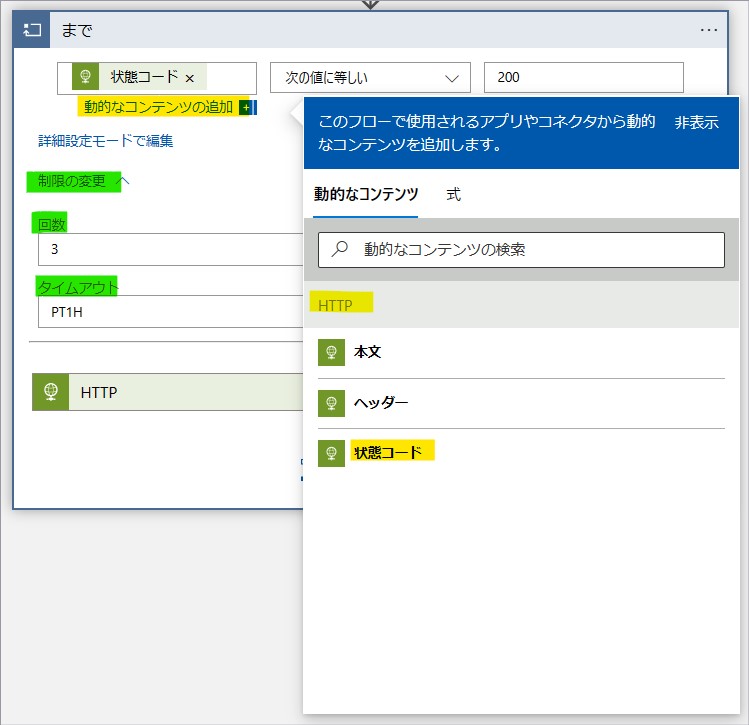 まで
状態コード ×
次の値に等しい
200
動的なコンテンツの追加
詳細設定モードで編集
制限の変更
回数
3
タイムアウト
PT1H
HTTP
このフローで使用されるアプリやコネクタから動的
なコンテンツを追加します。
非表示
動的なコンテンツ
式
動的なコンテンツの検索
HTTP
本文
ヘッダー
状態コード